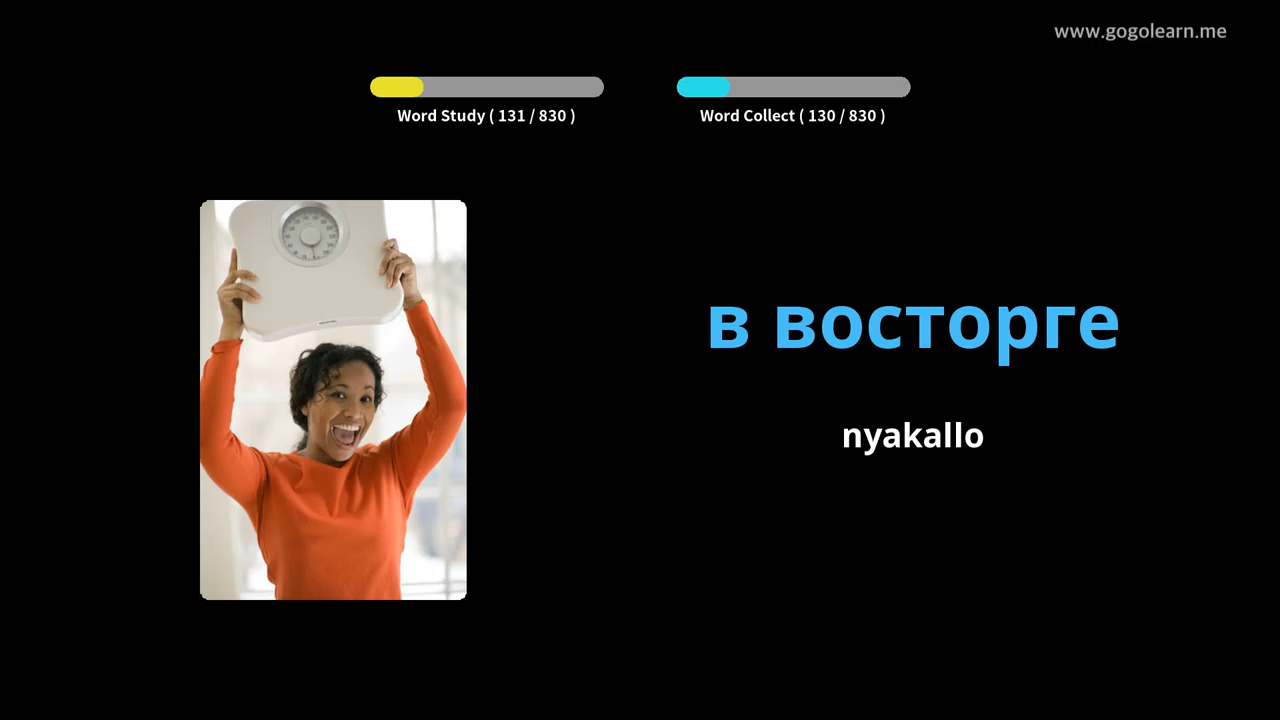 www.gogolearn.me
Word Study ( 131 / 830 )
Word Collect ( 130 / 830 )
в восторге
nyakallo